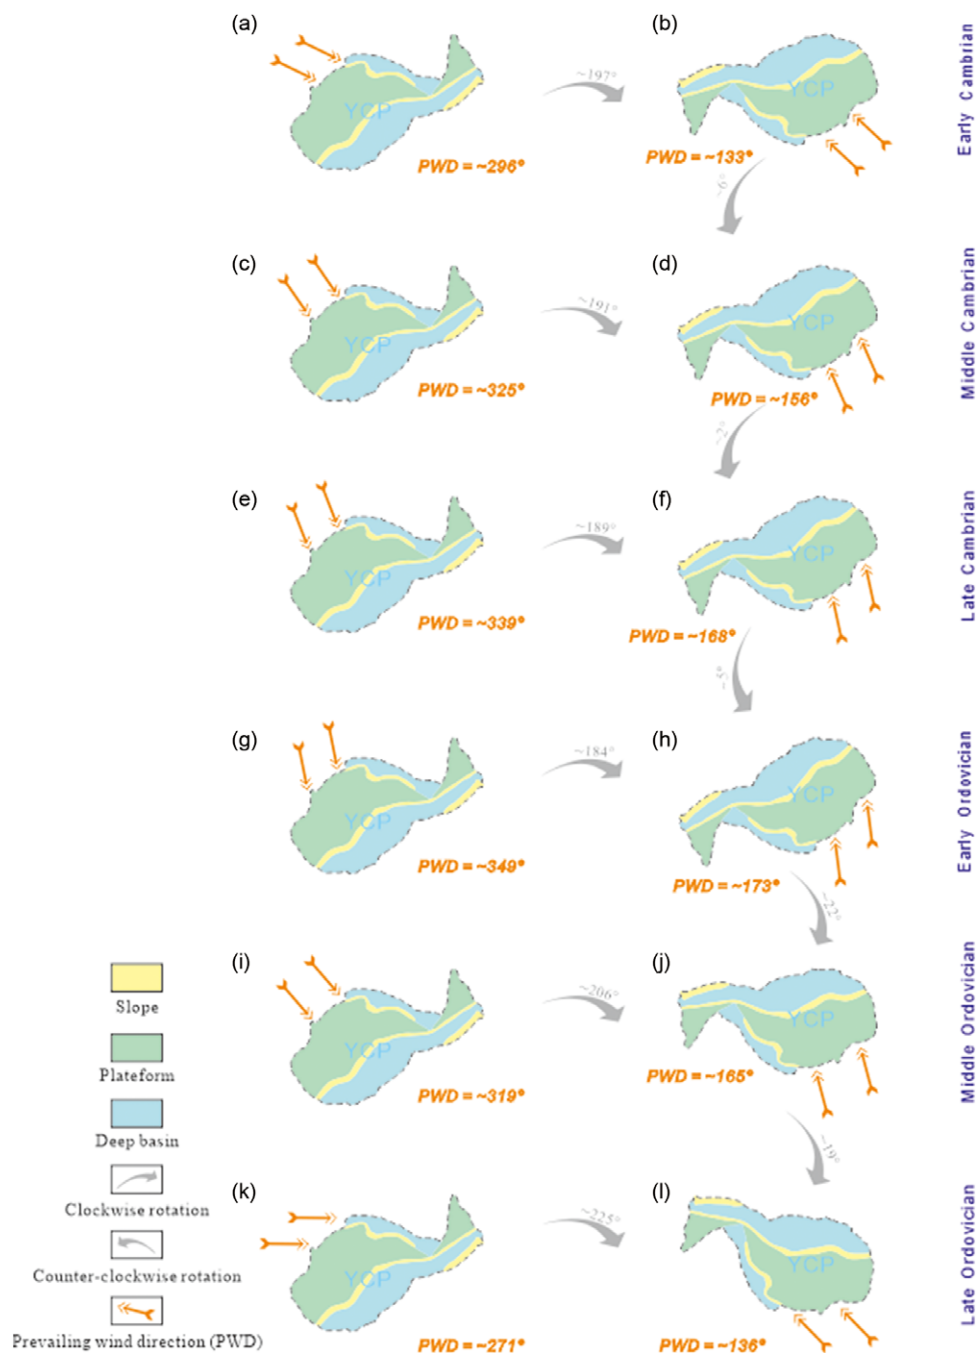 (a)
(b)
~197°
YCP
YCP
PWD = ~296°
PWD = ~133°
Early Cambrian
(c)
(d)
~191°
YCP
YCP
PWD = ~325°
PWD = ~156°
Middle Cambrian
~2°
(e)
(f)
~189°
YCP
YCP
PWD = ~339°
PWD = ~168°
Late Cambrian
(g)
(h)
~184°
YCP
YCP
PWD = ~349°
PWD = ~173°
Early Ordovician
~22°
(i)
(j)
~206°
YCP
YCP
PWD = ~319°
PWD = ~165°
Middle Ordovician
~19°
(k)
(l)
~225°
YCP
YCP
PWD = ~271°
PWD = ~136°
Late Ordovician
Slope
Plateform
Deep basin
Clockwise rotation
Counter-clockwise rotation
Prevailing wind direction (PWD)